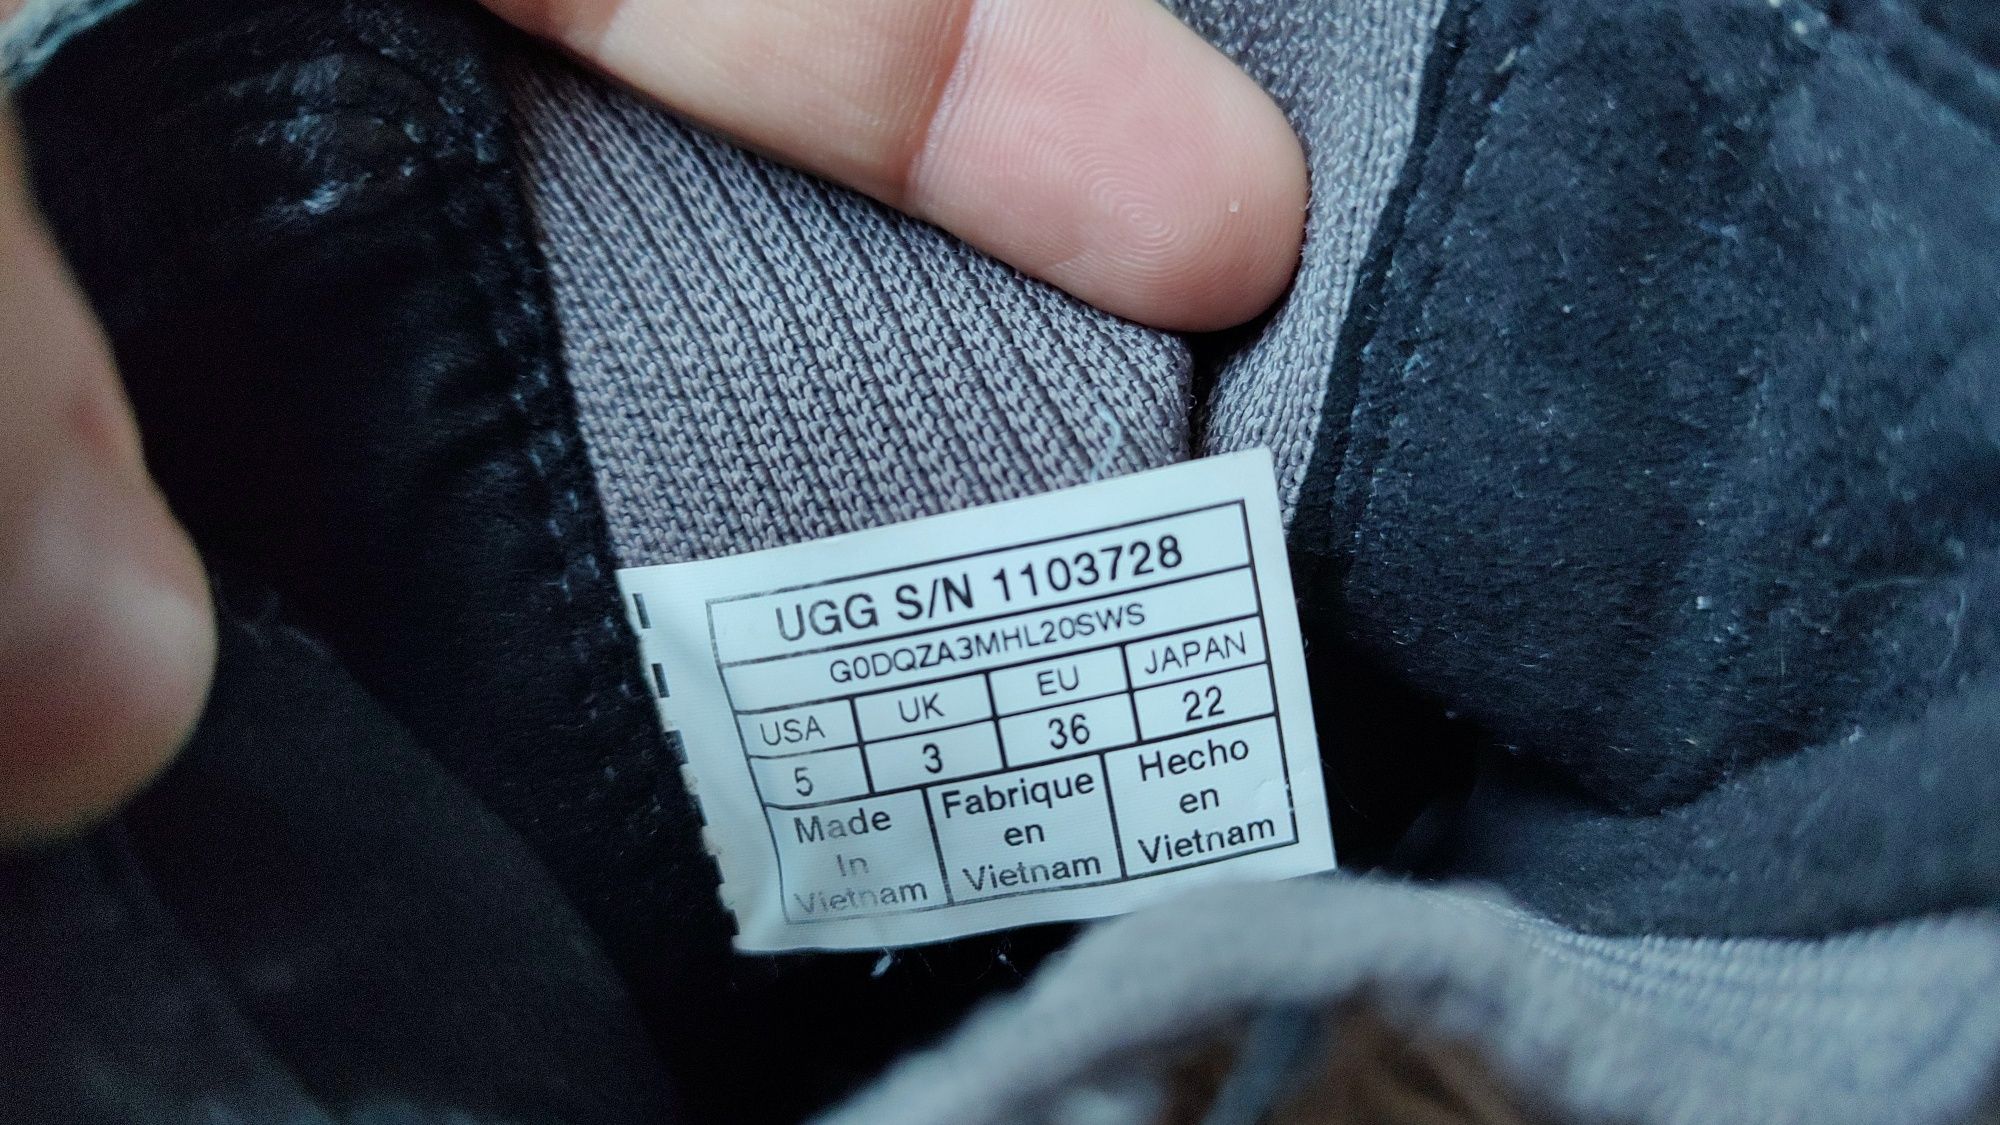 UGG S/N 1103728
G0DQZA3MHL20SWS
USA UK EU JAPAN
5 3 36 22
Made
In
Vietnam
Fabrique
en
Vietnam
Hecho
en
Vietnam